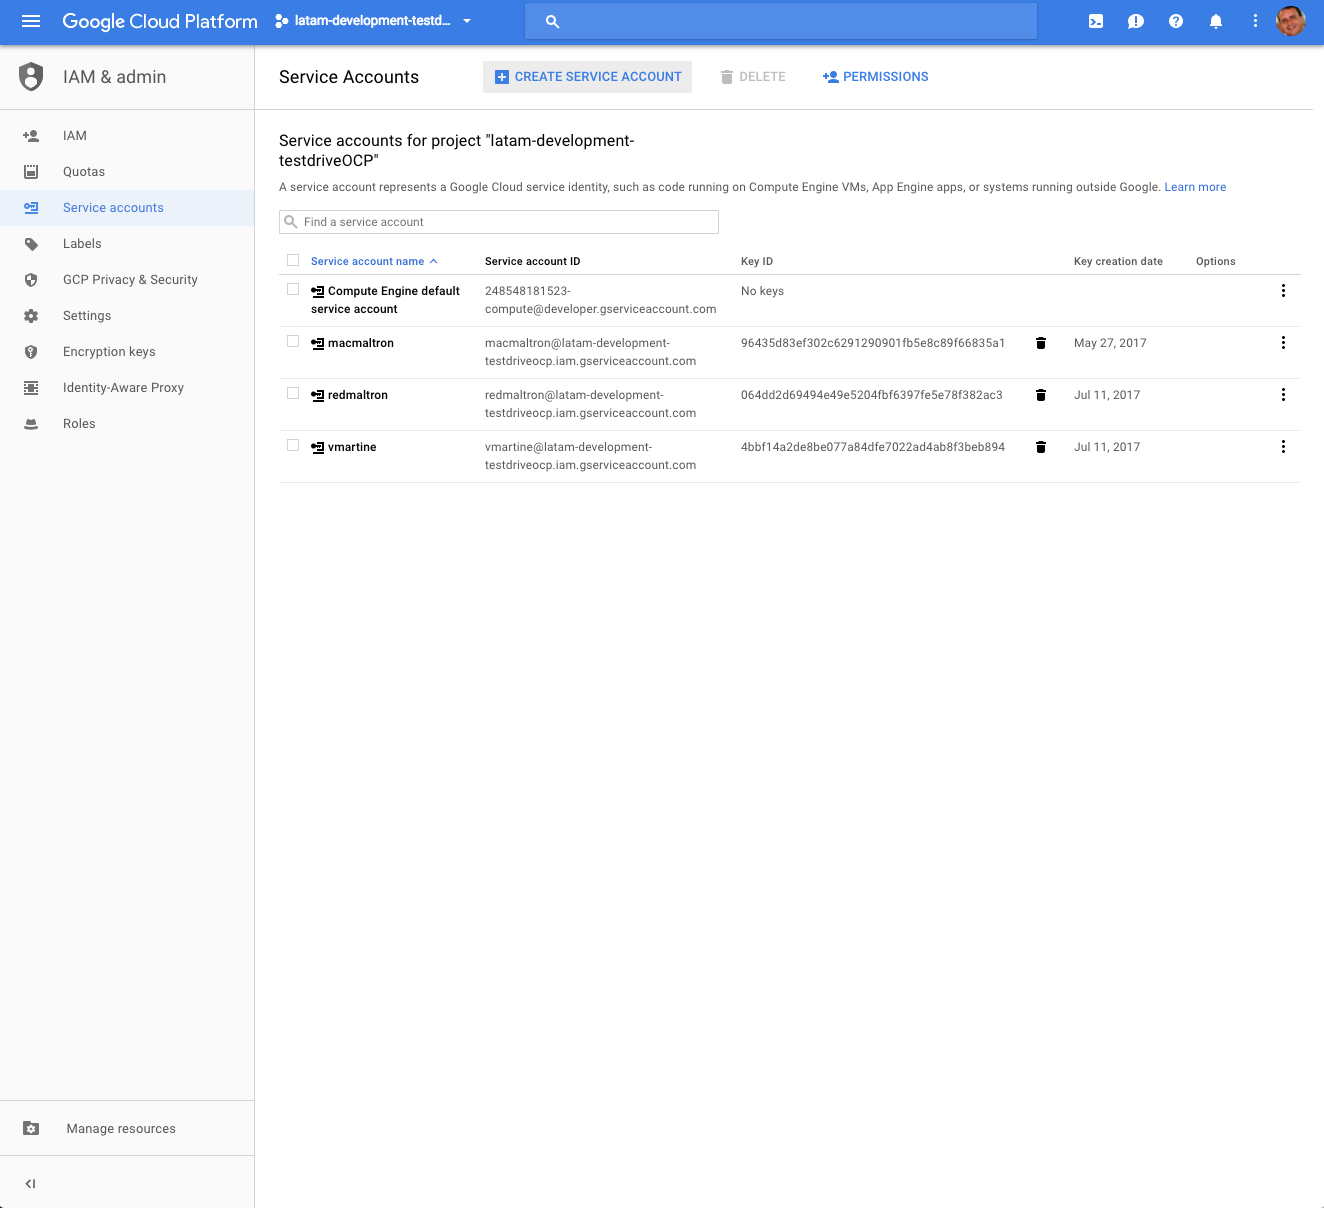 Google Cloud Platform
latam-development-testd...
IAM & admin
Service Accounts
CREATE SERVICE ACCOUNT
DELETE
PERMISSIONS
IAM
Quotas
Service accounts
Labels
GCP Privacy & Security
Settings
Encryption keys
Identity-Aware Proxy
Roles
Service accounts for project "latam-development-
testdriveOCP"
A service account represents a Google Cloud service identity, such as code running on Compute Engine VMs, App Engine apps, or systems running outside Google. Learn more
Find a service account
Service account name Service account ID Key ID Key creation date Options
Compute Engine default 248548181523- No keys
service account compute@developer.gserviceaccount.com
macmaltron macmaltron@latam-development- 96435d83ef302c6291290901fb5e8c89f66835a1 May 27, 2017
testdriveocp.iam.gserviceaccount.com
redmaltron redmaltron@latam-development- 064dd2d69494e49e5204fbf6397fe5e78f382ac3 Jul 11, 2017
testdriveocp.iam.gserviceaccount.com
vmartine vmartine@latam-development- 4bbf14a2de8be077a84dfe7022ad4ab8f3beb894 Jul 11, 2017
testdriveocp.iam.gserviceaccount.com
Manage resources